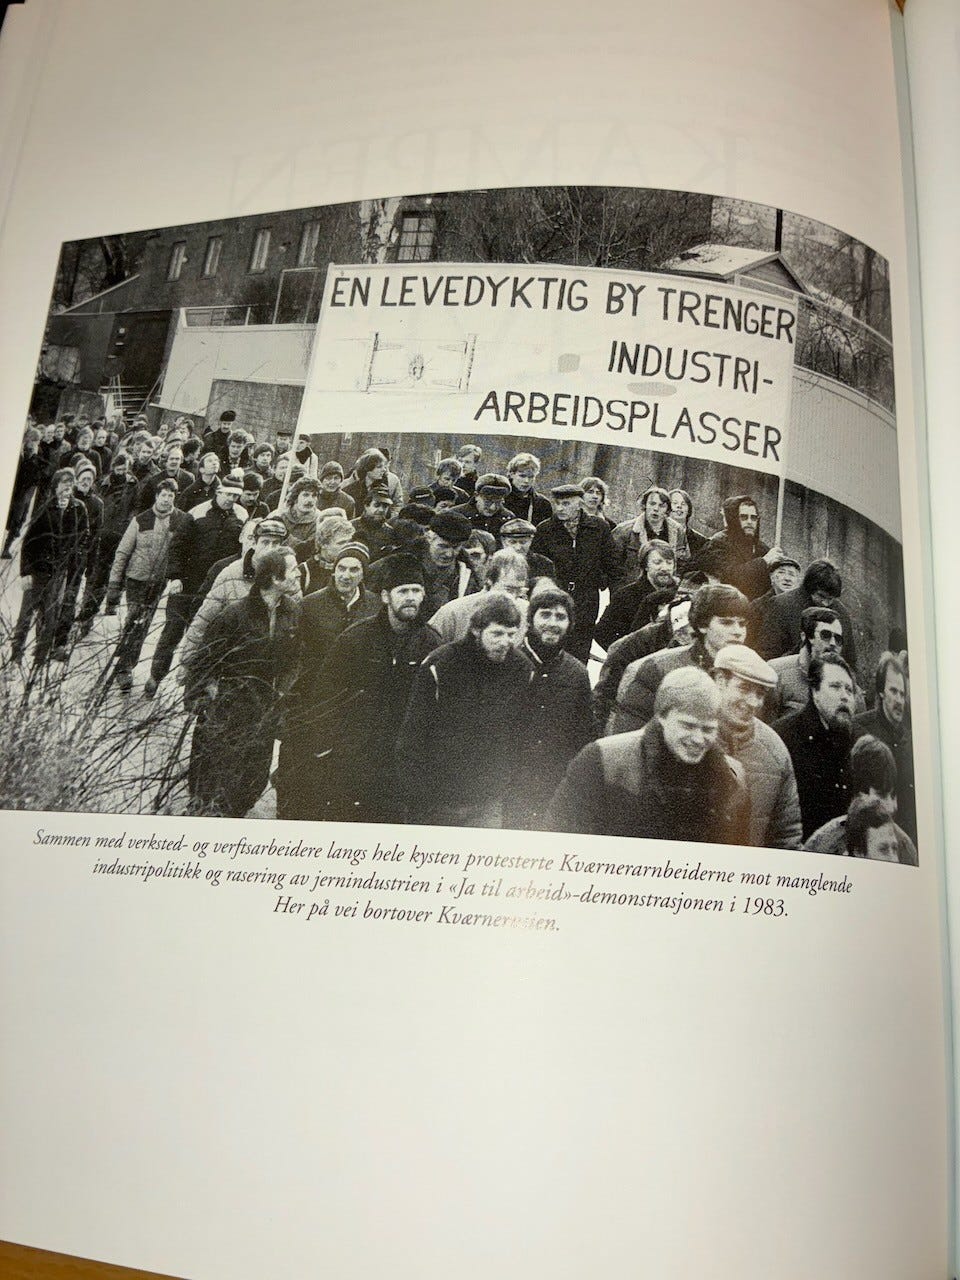 EN LEVEDYKTIG BY TRENGER
INDUSTRI-
ARBEIDSPLASSER
Sammen med verksted- og verftsarbeidere langs hele kysten protesterte Kværnerarnbeiderne mot manglende
industripolitikk og rasering av jernindustrien i «Ja til arbeid»-demonstrasjonen i 1983.
Her på vei bortover Kværnerveien.